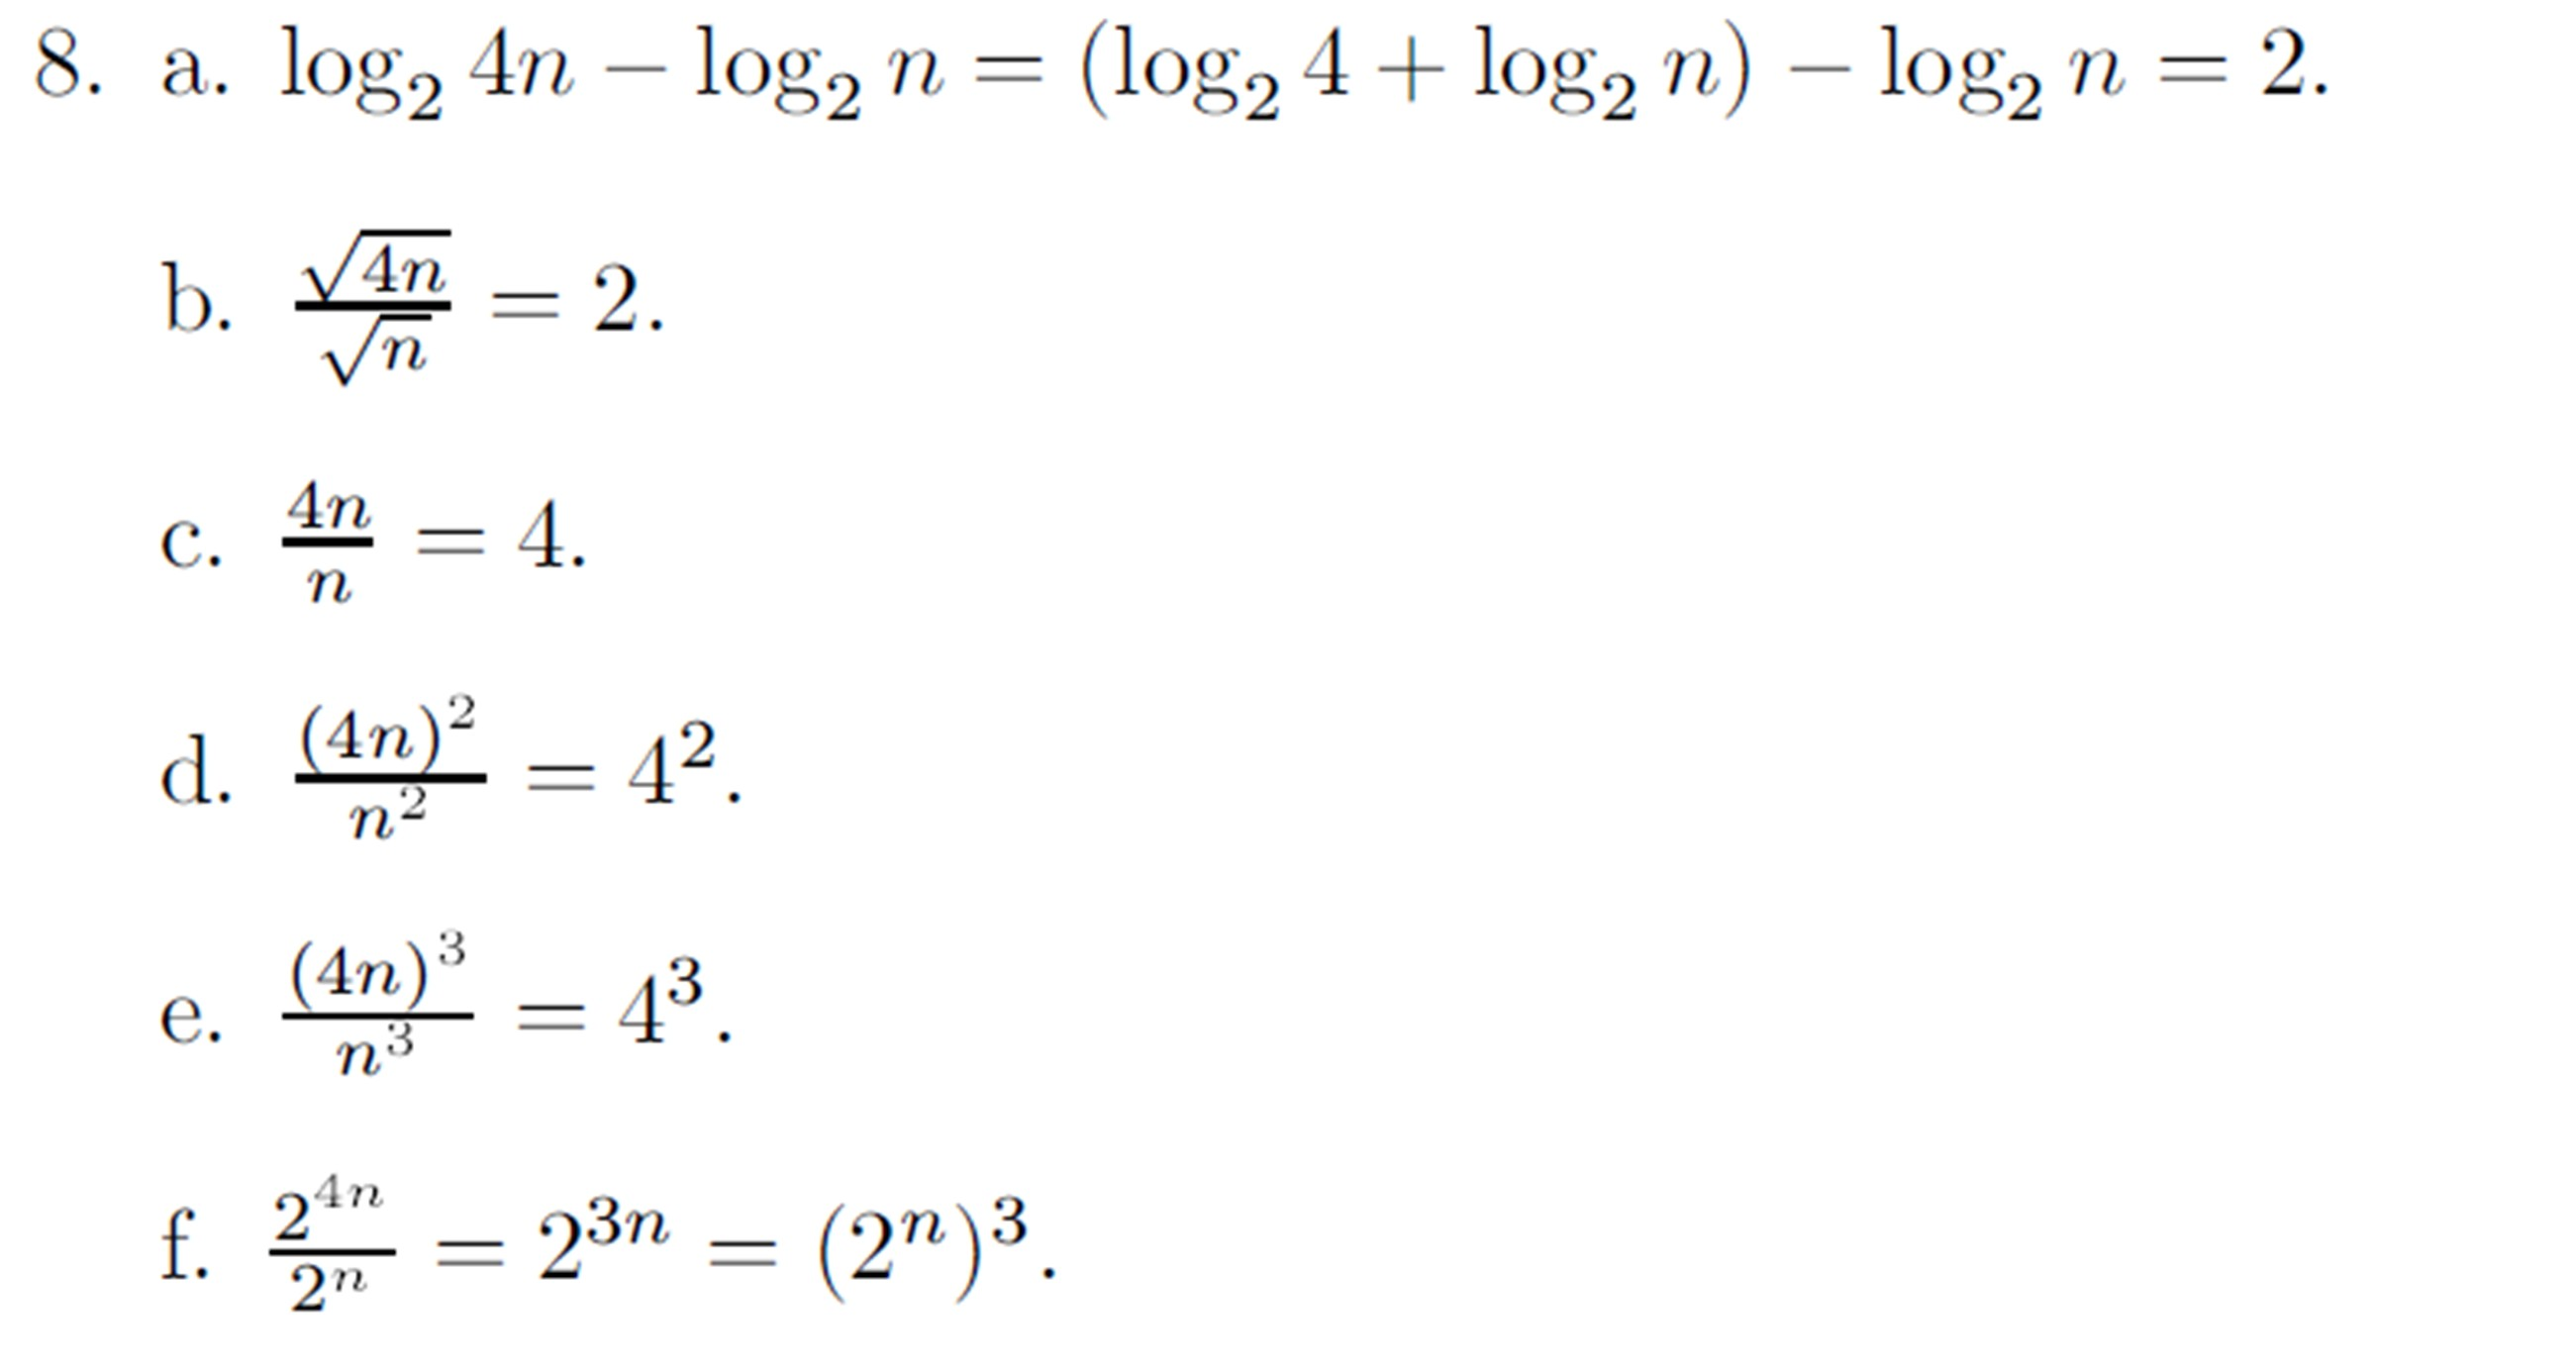 8. a. log₂ 4n − log₂ n = (log₂ 4 + log₂ n) − log₂ n = 2.
b. √(4n)/√n = 2.
c. 4n/n = 4.
d. (4n)²/n² = 4².
e. (4n)³/n³ = 4³.
f. 2⁴ⁿ/2ⁿ = 2³ⁿ = (2ⁿ)³.